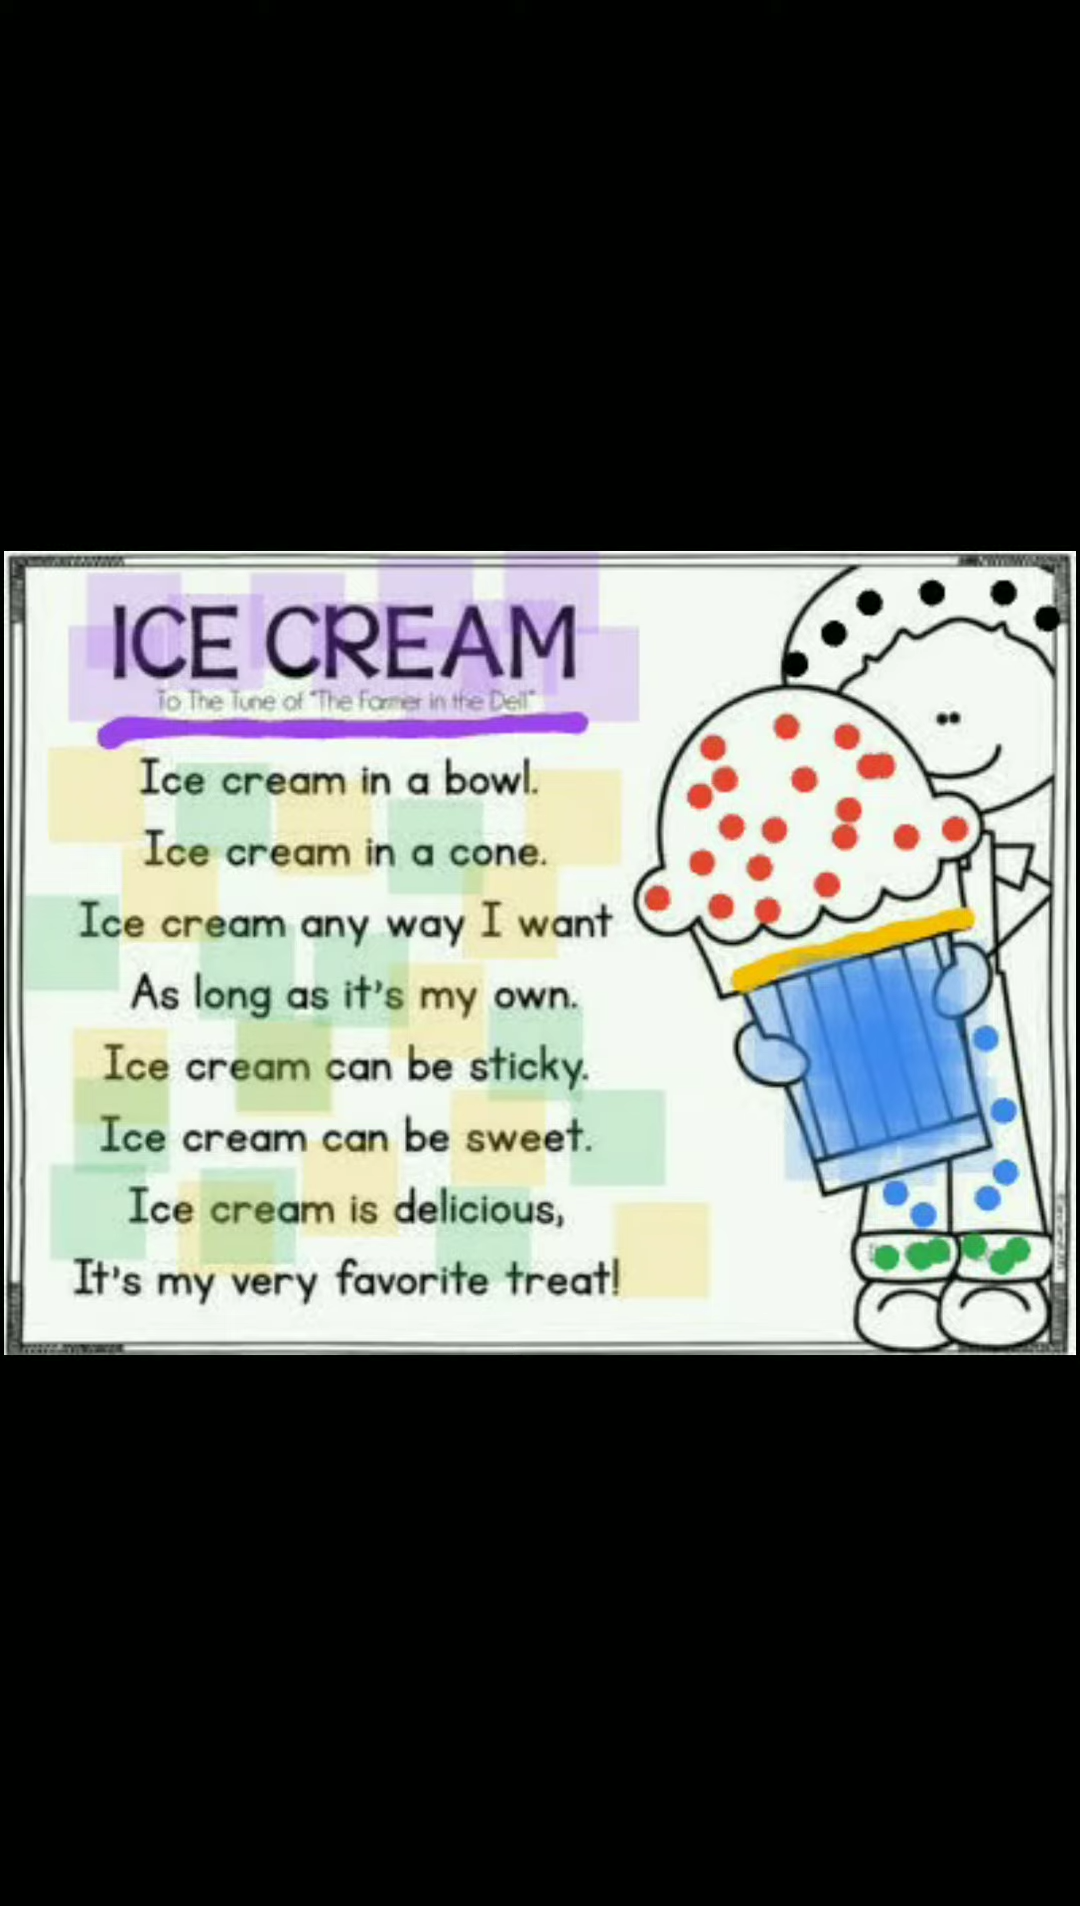 ICE CREAM
To The Tune of "The Farmer in the Dell"
Ice cream in a bowl.
Ice cream in a cone.
Ice cream any way I want
As long as it's my own.
Ice cream can be sticky.
Ice cream can be sweet.
Ice cream is delicious,
It's my very favorite treat!